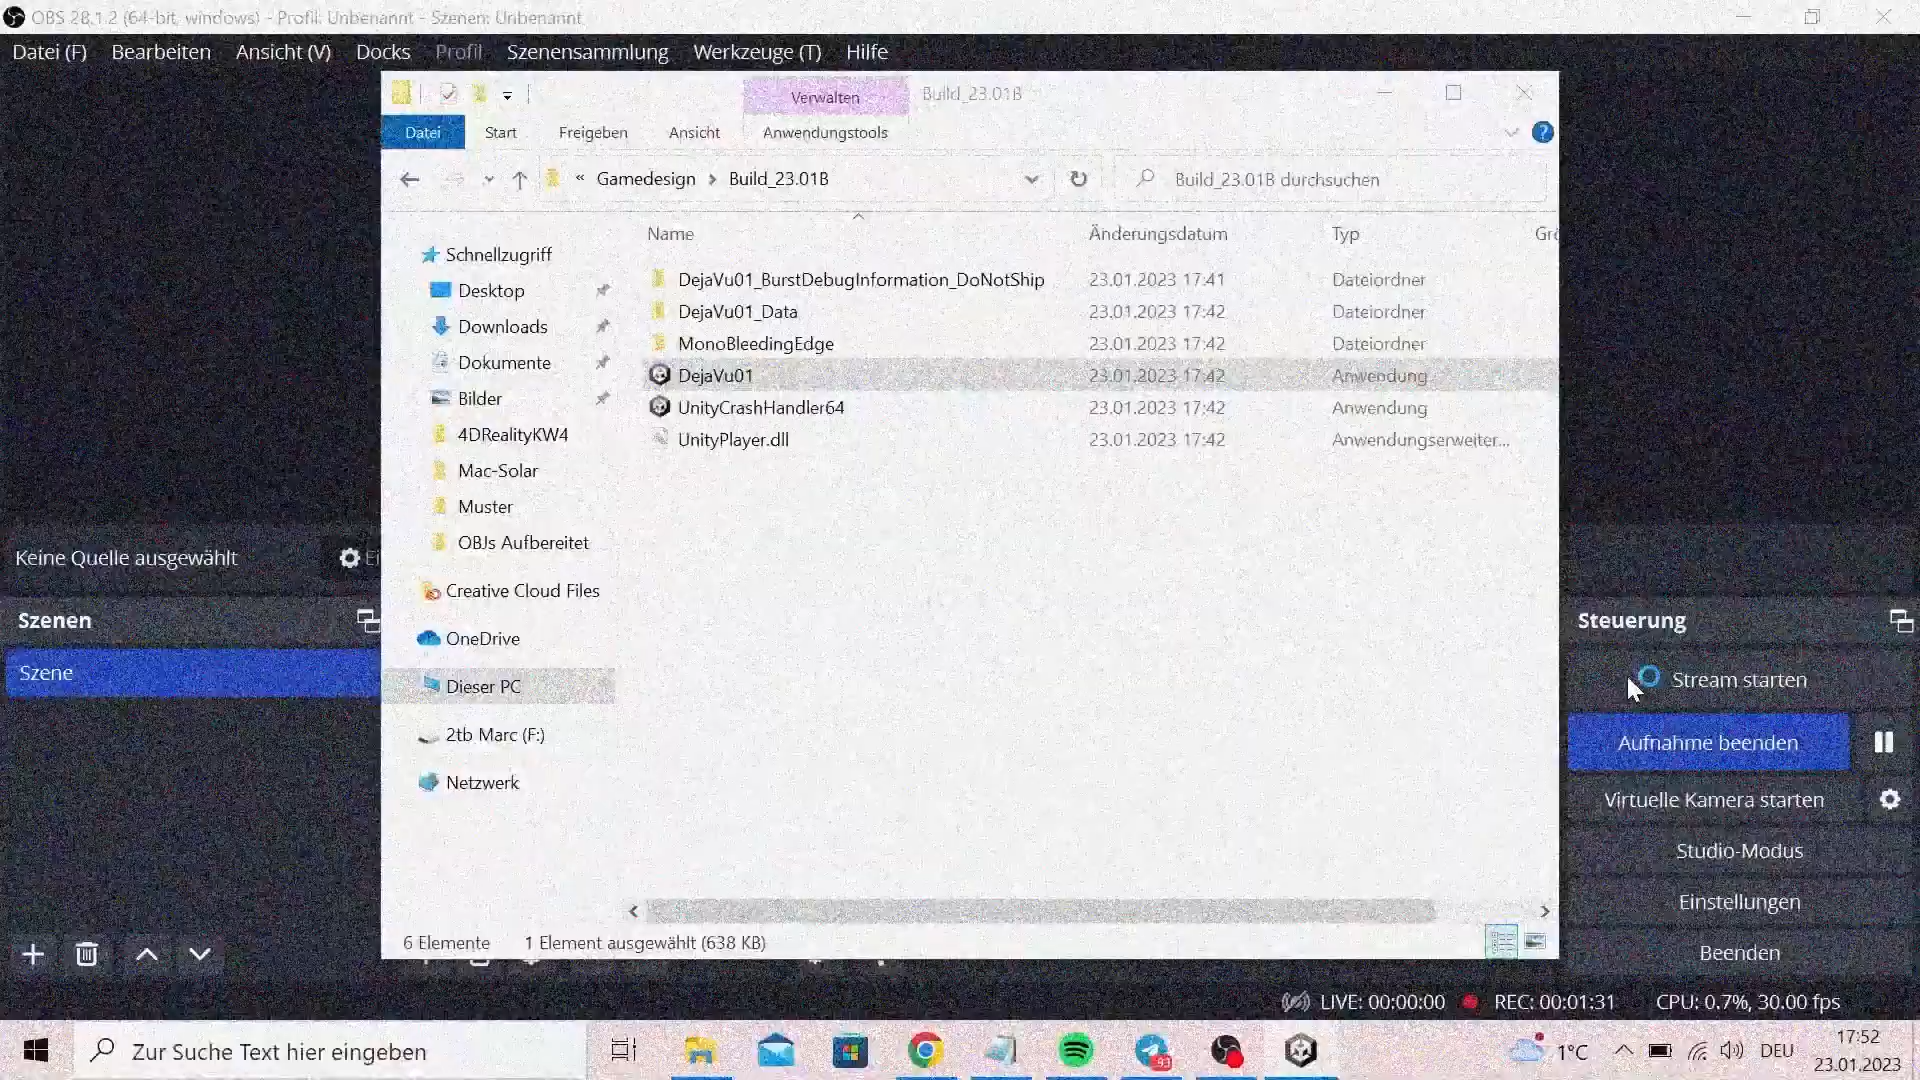 OBS 28.1.2 (64-bit, windows) - Profil: Unbenannt - Szenen: Unbenannt
Datei (F) Bearbeiten Ansicht (V) Docks Profil Szenensammlung Werkzeuge (T) Hilfe
Verwalten Build_23.01B
Datei Start Freigeben Ansicht Anwendungstools
« Gamedesign > Build_23.01B Build_23.01B durchsuchen
Name Änderungsdatum Typ Grö
Schnellzugriff
Desktop
Downloads
Dokumente
Bilder
4DRealityKW4
Mac-Solar
Muster
OBJs Aufbereitet
Creative Cloud Files
OneDrive
Dieser PC
2tb Marc (F:)
Netzwerk
DejaVu01_BurstDebugInformation_DoNotShip 23.01.2023 17:41 Dateiordner
DejaVu01_Data 23.01.2023 17:42 Dateiordner
MonoBleedingEdge 23.01.2023 17:42 Dateiordner
DejaVu01 23.01.2023 17:42 Anwendung
UnityCrashHandler64 23.01.2023 17:42 Anwendung
UnityPlayer.dll 23.01.2023 17:42 Anwendungserweiter...
6 Elemente 1 Element ausgewählt (638 KB)
Keine Quelle ausgewählt Ei
Szenen
Szene
Steuerung
Stream starten
Aufnahme beenden
Virtuelle Kamera starten
Studio-Modus
Einstellungen
Beenden
LIVE: 00:00:00 REC: 00:01:31 CPU: 0.7%, 30.00 fps
Zur Suche Text hier eingeben
93
1°C DEU 17:52
23.01.2023